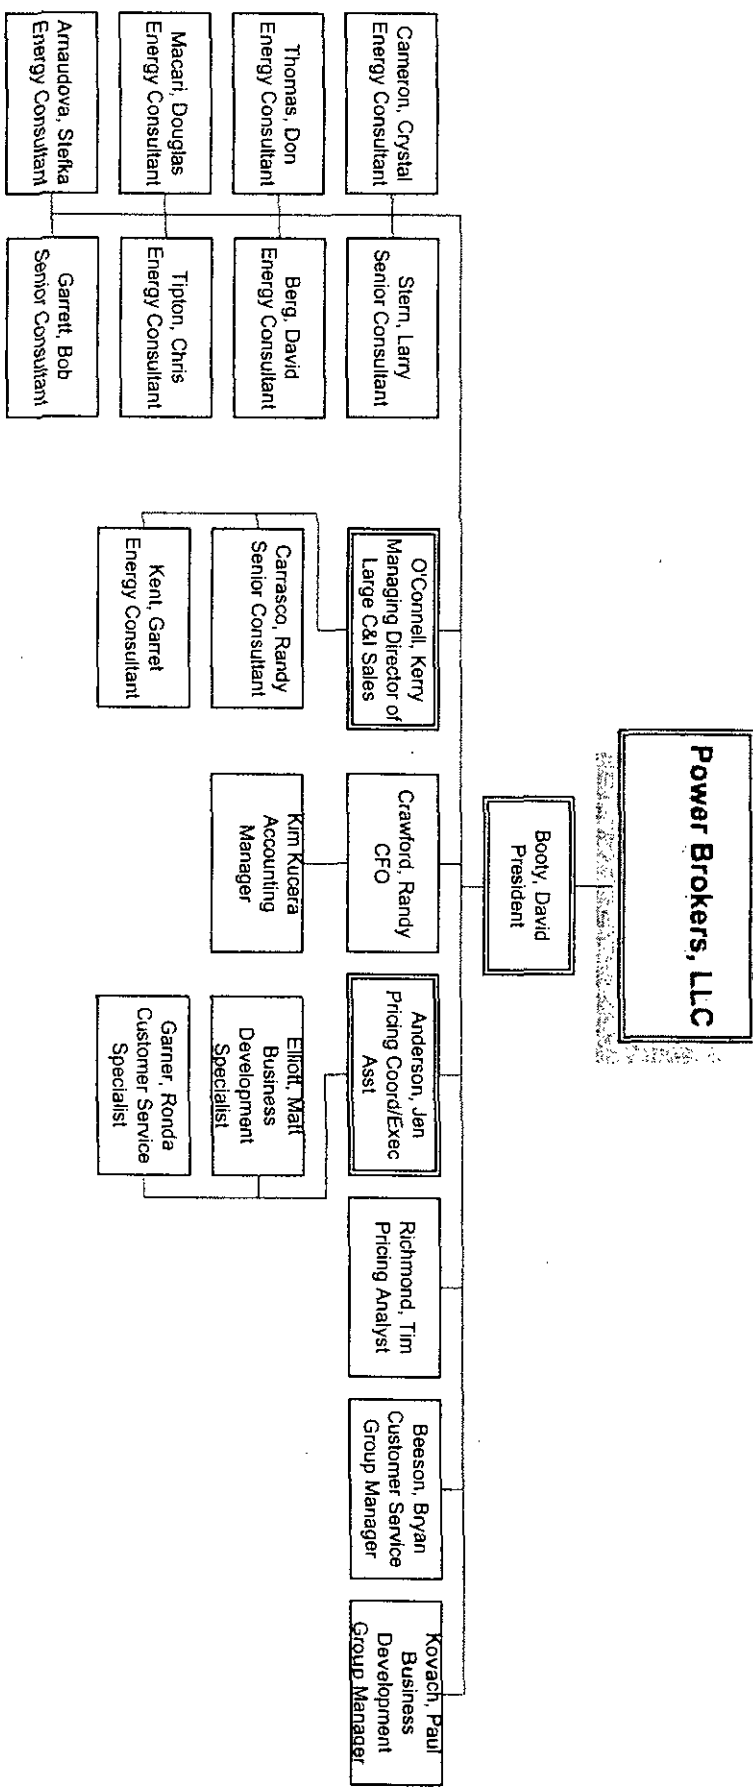 Power Brokers, LLC
Booty, David
President
Cameron, Crystal
Energy Consultant
Stern, Larry
Senior Consultant
Thomas, Don
Energy Consultant
Berg, David
Energy Consultant
Macari, Douglas
Energy Consultant
Tipton, Chris
Energy Consultant
Arnaudova, Stefka
Energy Consultant
Garrett, Bob
Senior Consultant
O'Connell, Kerry
Managing Director of
Large C&I Sales
Carrasco, Randy
Senior Consultant
Kent, Garret
Energy Consultant
Crawford, Randy
CFO
Kim Kucera
Accounting
Manager
Anderson, Jen
Pricing Coord/Exec
Asst
Elliott, Matt
Business
Development
Specialist
Garner, Ronda
Customer Service
Specialist
Richmond, Tim
Pricing Analyst
Beeson, Bryan
Customer Service
Group Manager
Kovach, Paul
Business
Development
Group Manager